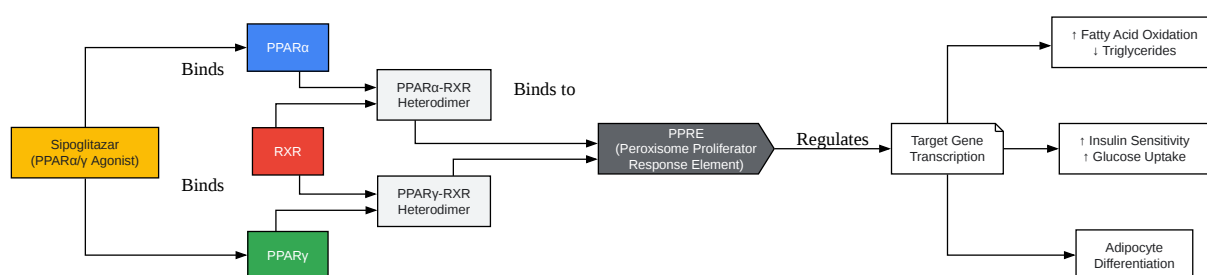 Sipoglitazar
(PPARα/γ Agonist)
Binds
Binds
PPARα
RXR
PPARγ
PPARα-RXR
Heterodimer
PPARγ-RXR
Heterodimer
Binds to
PPRE
(Peroxisome Proliferator
Response Element)
Regulates
Target Gene
Transcription
↑ Fatty Acid Oxidation
↓ Triglycerides
↑ Insulin Sensitivity
↑ Glucose Uptake
Adipocyte
Differentiation